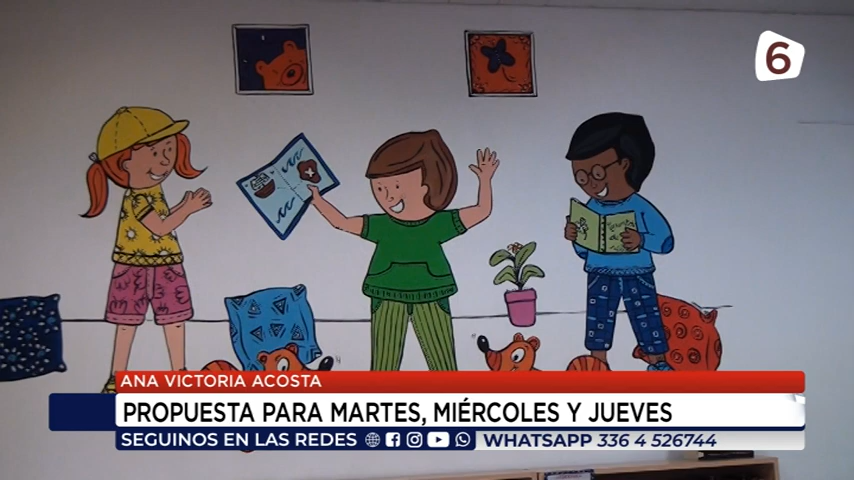 6
ANA VICTORIA ACOSTA
PROPUESTA PARA MARTES, MIÉRCOLES Y JUEVES
SEGUINOS EN LAS REDES WHATSAPP 336 4 526744